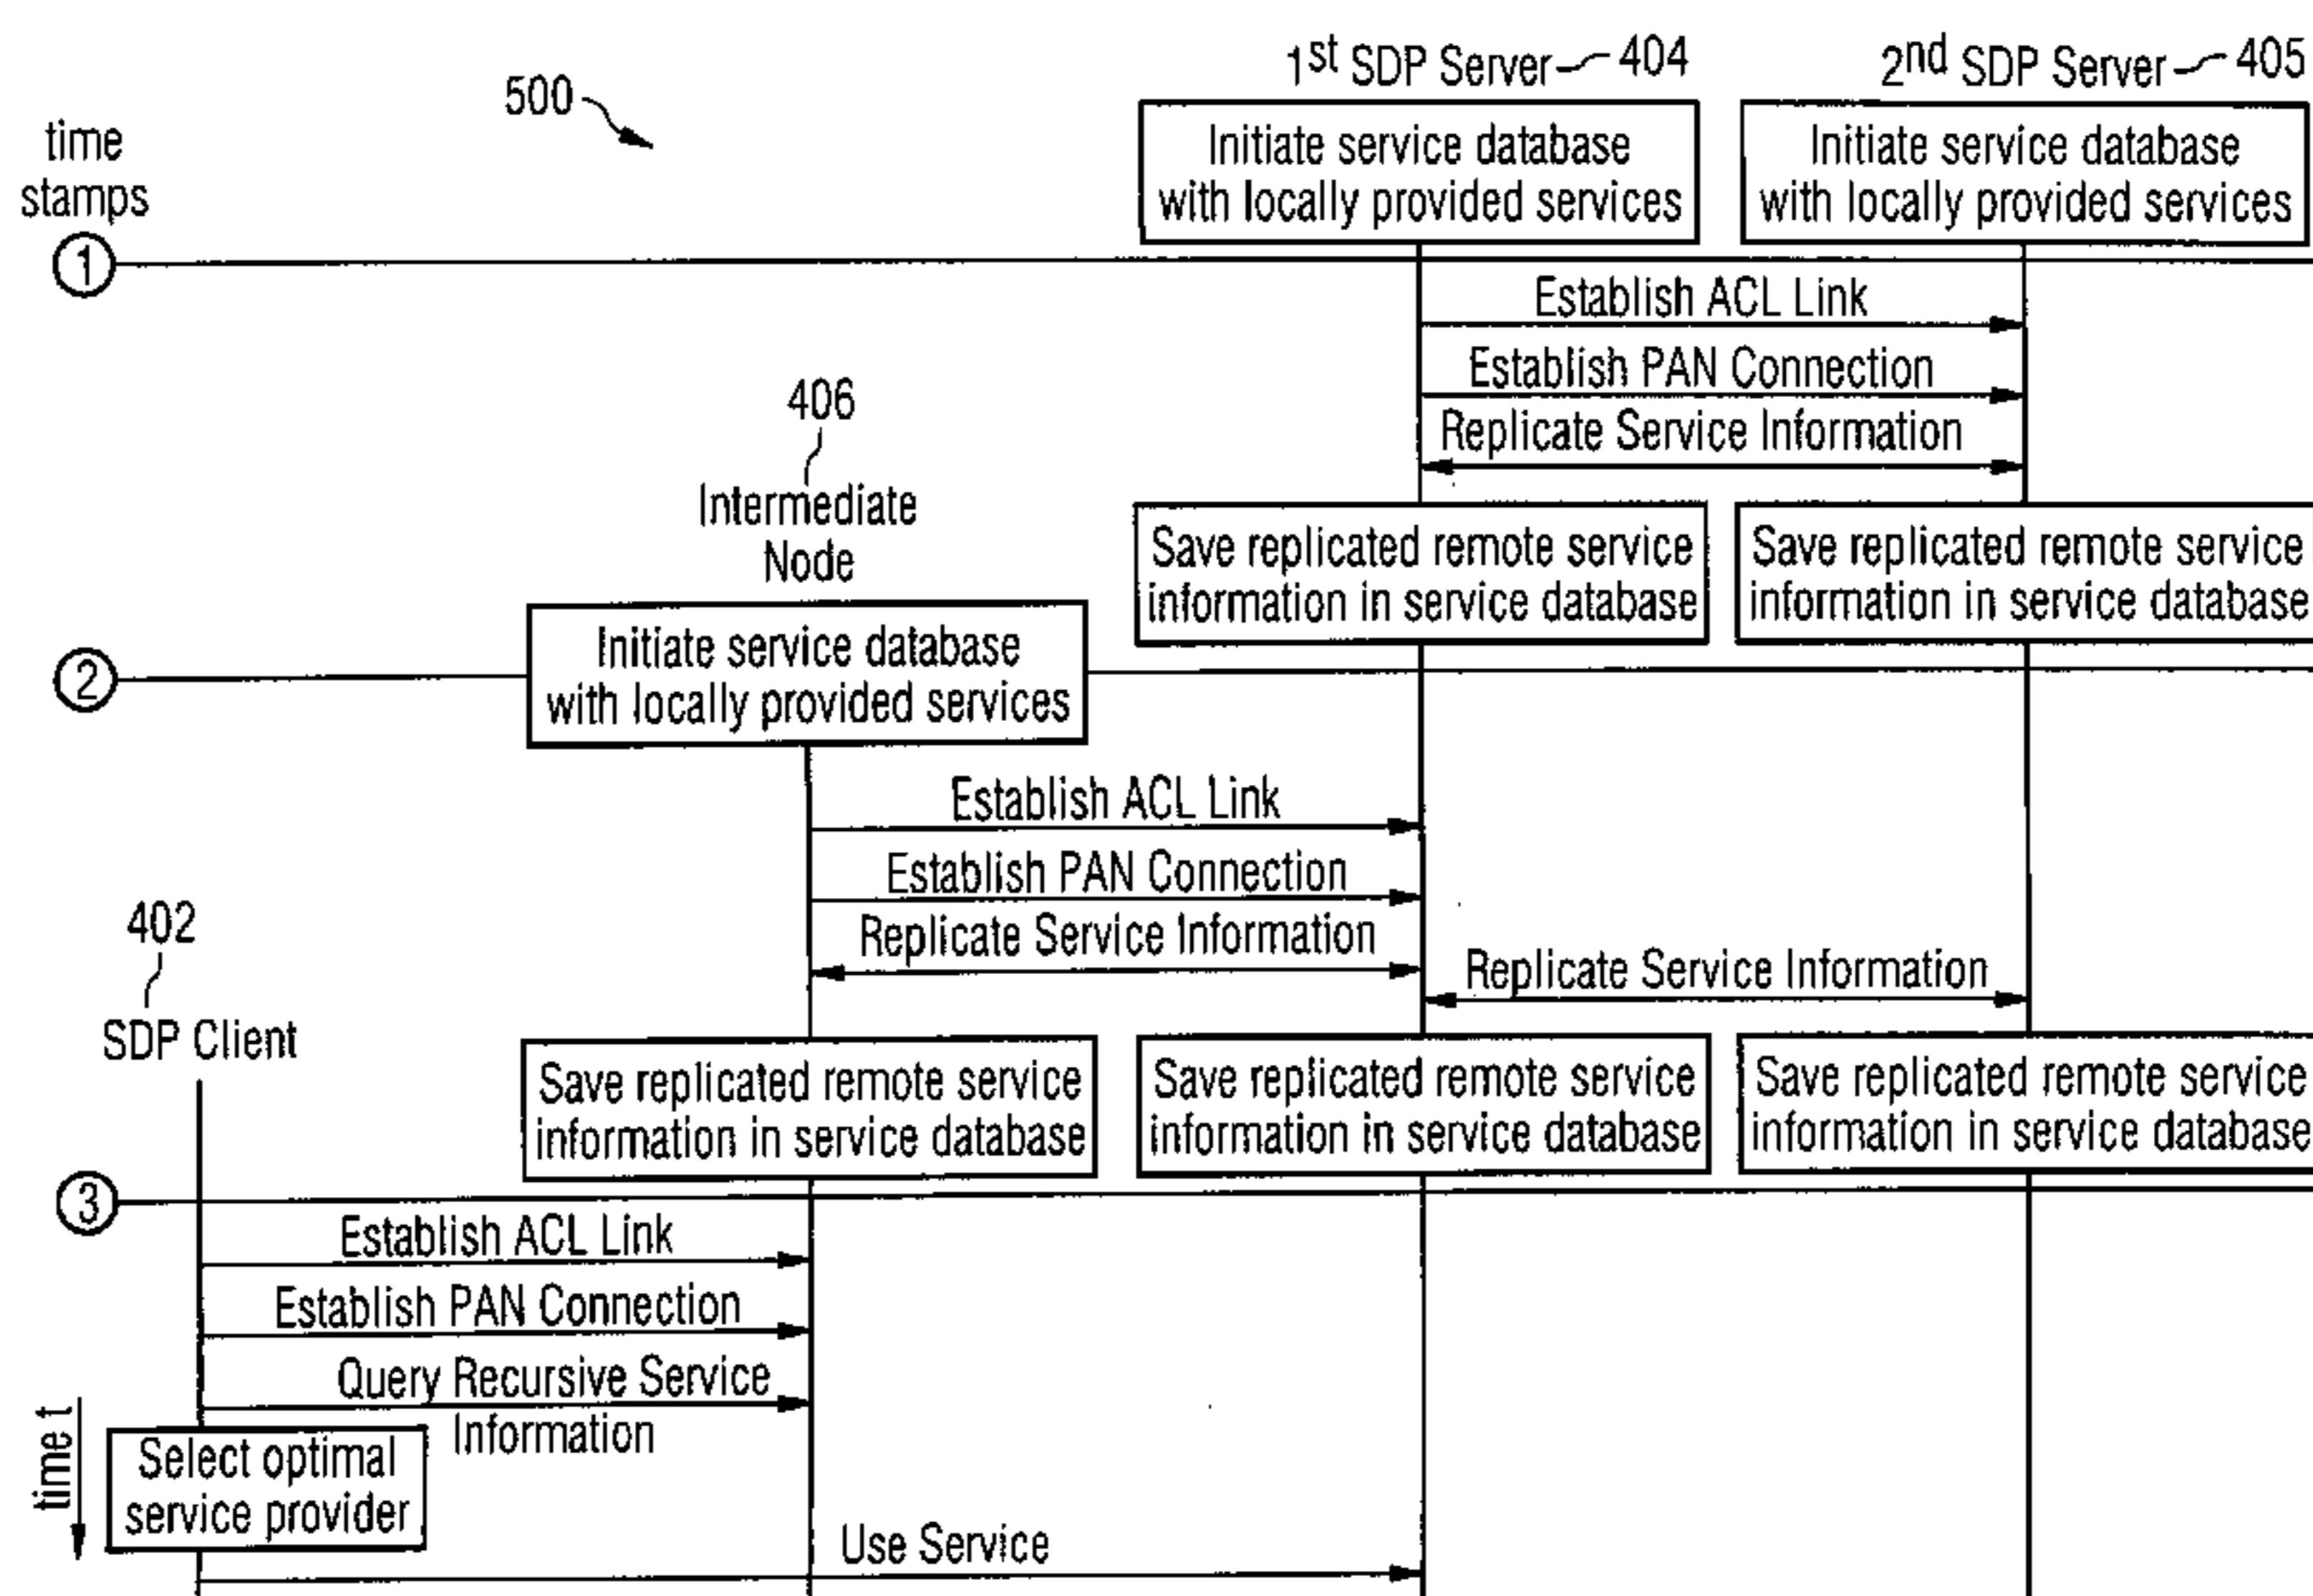 1st SDP Server 404
2nd SDP Server 405
500
time
stamps
Initiate service database
with locally provided services
Initiate service database
with locally provided services
1
Establish ACL Link
Establish PAN Connection
Replicate Service Information
406
Intermediate
Node
Save replicated remote service
information in service database
Save replicated remote service
information in service database
Initiate service database
with locally provided services
2
Establish ACL Link
Establish PAN Connection
Replicate Service Information
Replicate Service Information
402
SDP Client
Save replicated remote service
information in service database
Save replicated remote service
information in service database
Save replicated remote service
information in service database
3
Establish ACL Link
Establish PAN Connection
Query Recursive Service
Information
time t
Select optimal
service provider
Use Service